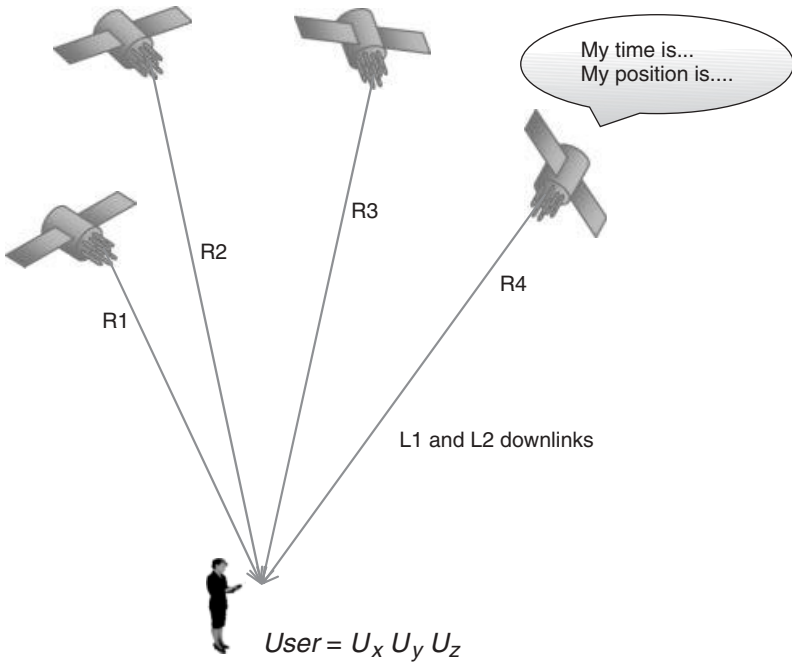 My time is...
My position is....
R3
R2
R4
R1
L1 and L2 downlinks
User = Ux Uy Uz